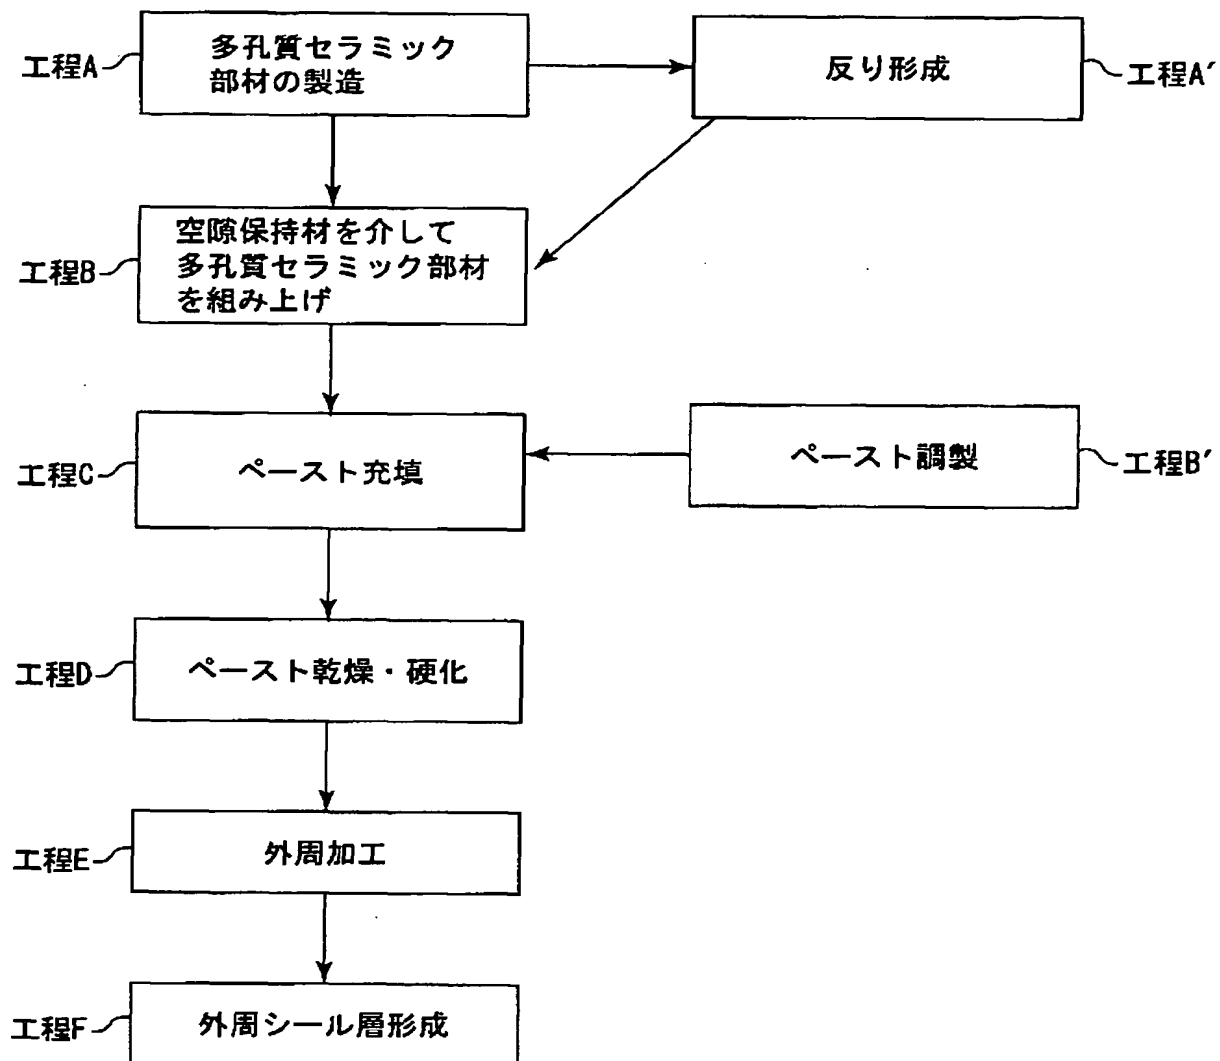 工程A
多孔質セラミック
部材の製造
反り形成
工程A′
工程B
空隙保持材を介して
多孔質セラミック部材
を組み上げ
工程C
ペースト充填
ペースト調製
工程B′
工程D
ペースト乾燥・硬化
工程E
外周加工
工程F
外周シール層形成